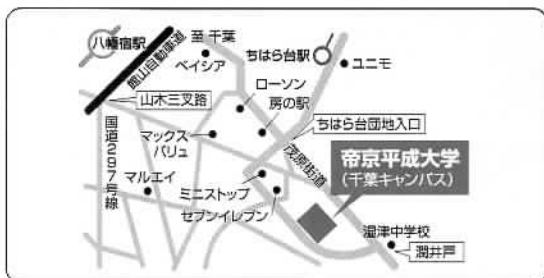 八幡宿駅
館山自動車道
至 千葉
ベイシア
ちはら台駅
ユニモ
ローソン
房の駅
山木三叉路
国道297号線
マックス
バリュ
ちはら台団地入口
茂原街道
帝京平成大学
(千葉キャンパス)
マルエイ
ミニストップ
セブンイレブン
湿津中学校
潤井戸